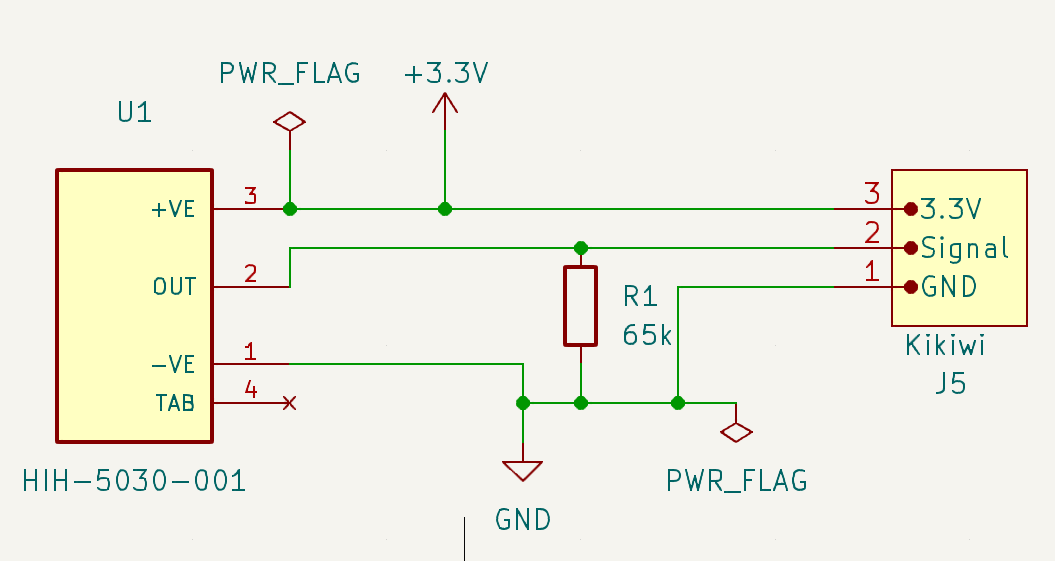 PWR_FLAG
+3.3V
U1
+VE
3
3
3.3V
2
Signal
OUT
2
1
GND
R1
65k
Kikiwi
J5
-VE
1
TAB
4
HIH-5030-001
PWR_FLAG
GND